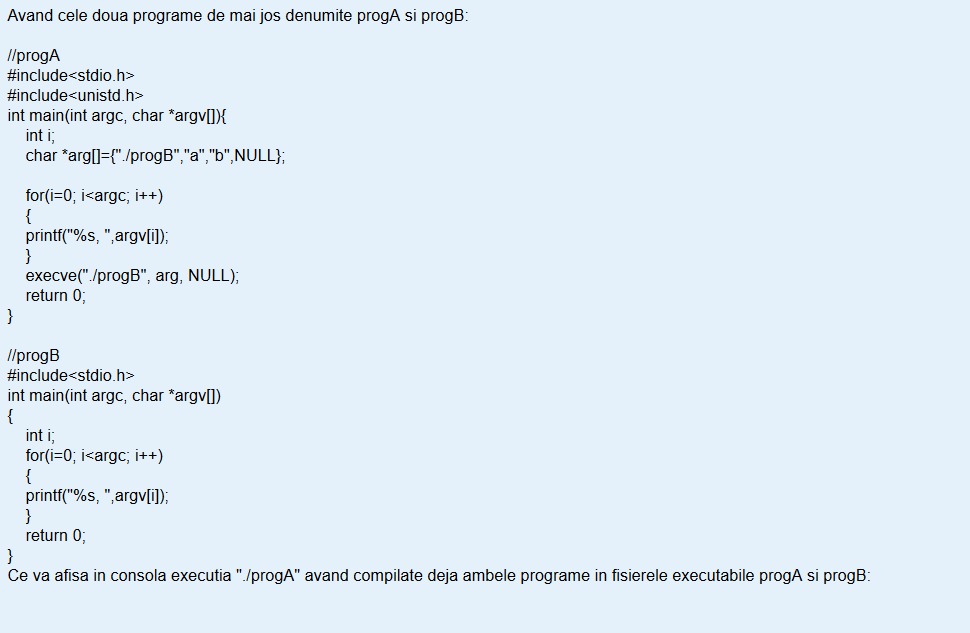 Avand cele doua programe de mai jos denumite progA si progB:

//progA
#include<stdio.h>
#include<unistd.h>
int main(int argc, char *argv[]){
    int i;
    char *arg[]={"./progB","a","b",NULL};

    for(i=0; i<argc; i++)
    {
    printf("%s, ",argv[i]);
    }
    execve("./progB", arg, NULL);
    return 0;
}

//progB
#include<stdio.h>
int main(int argc, char *argv[])
{
    int i;
    for(i=0; i<argc; i++)
    {
    printf("%s, ",argv[i]);
    }
    return 0;
}
Ce va afisa in consola executia "./progA" avand compilate deja ambele programe in fisierele executabile progA si progB: